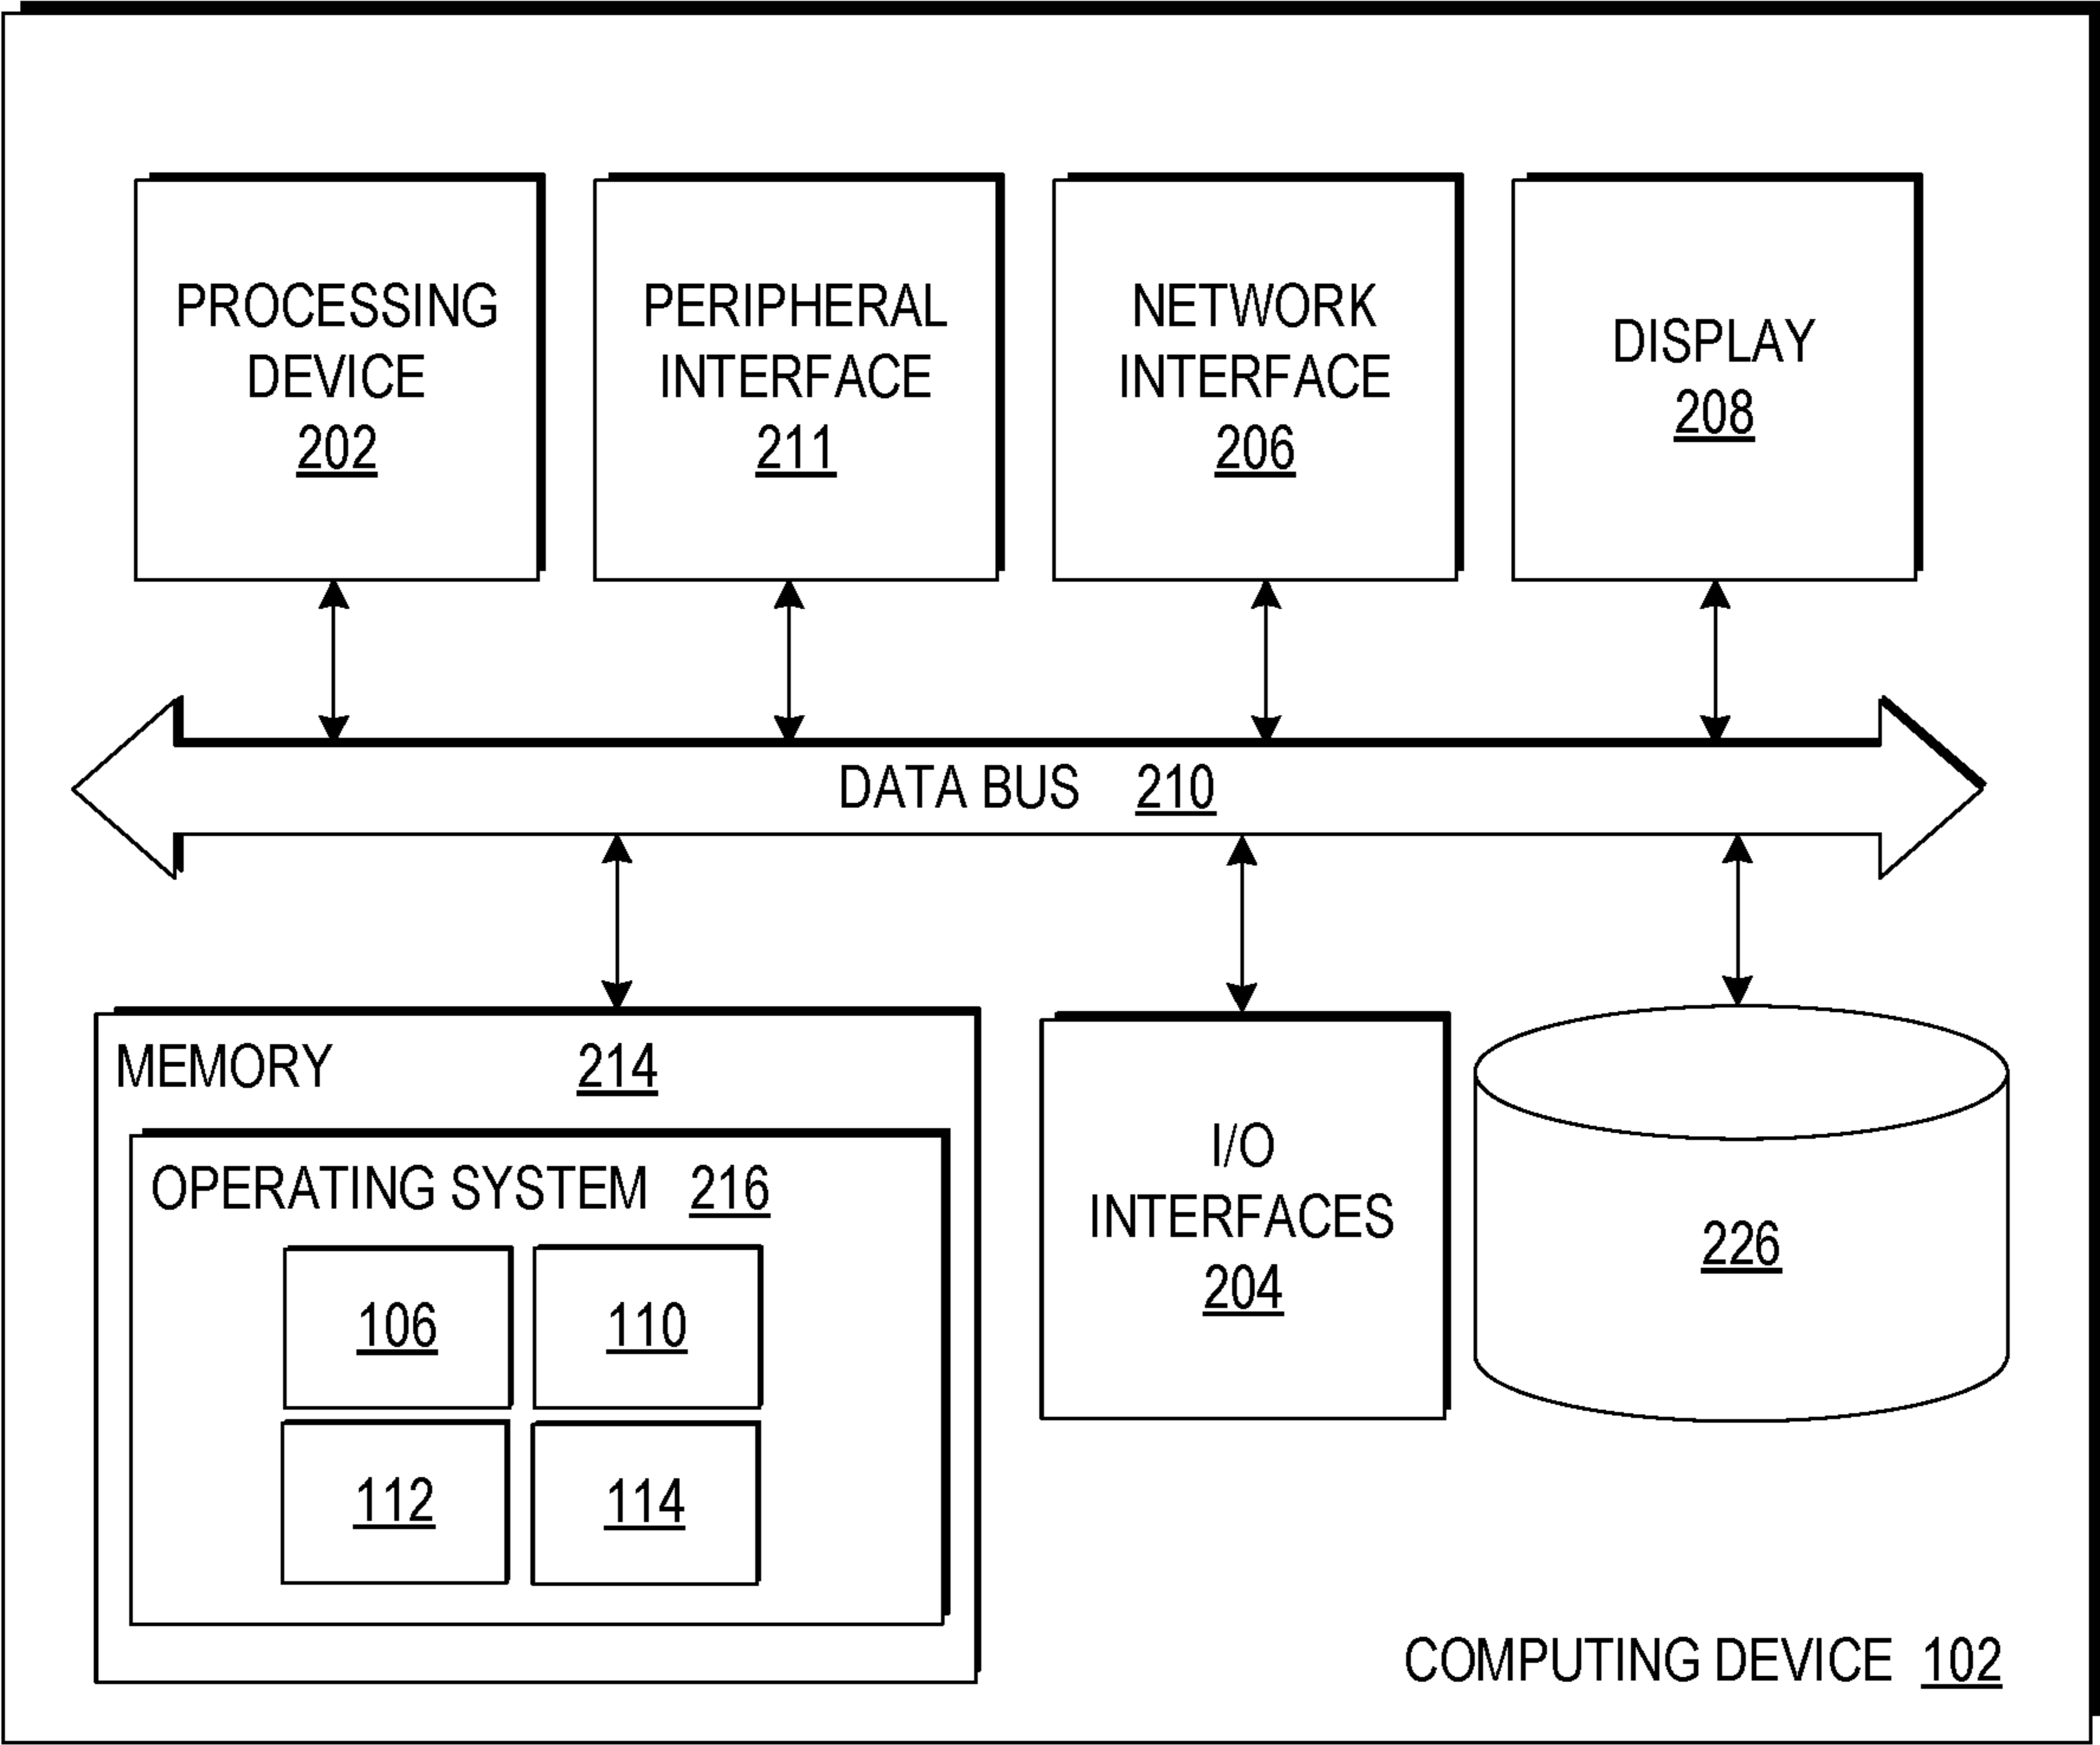 PROCESSING
DEVICE
202
PERIPHERAL
INTERFACE
211
NETWORK
INTERFACE
206
DISPLAY
208
DATA BUS 210
MEMORY 214
OPERATING SYSTEM 216
106
110
112
114
I/O
INTERFACES
204
226
COMPUTING DEVICE 102